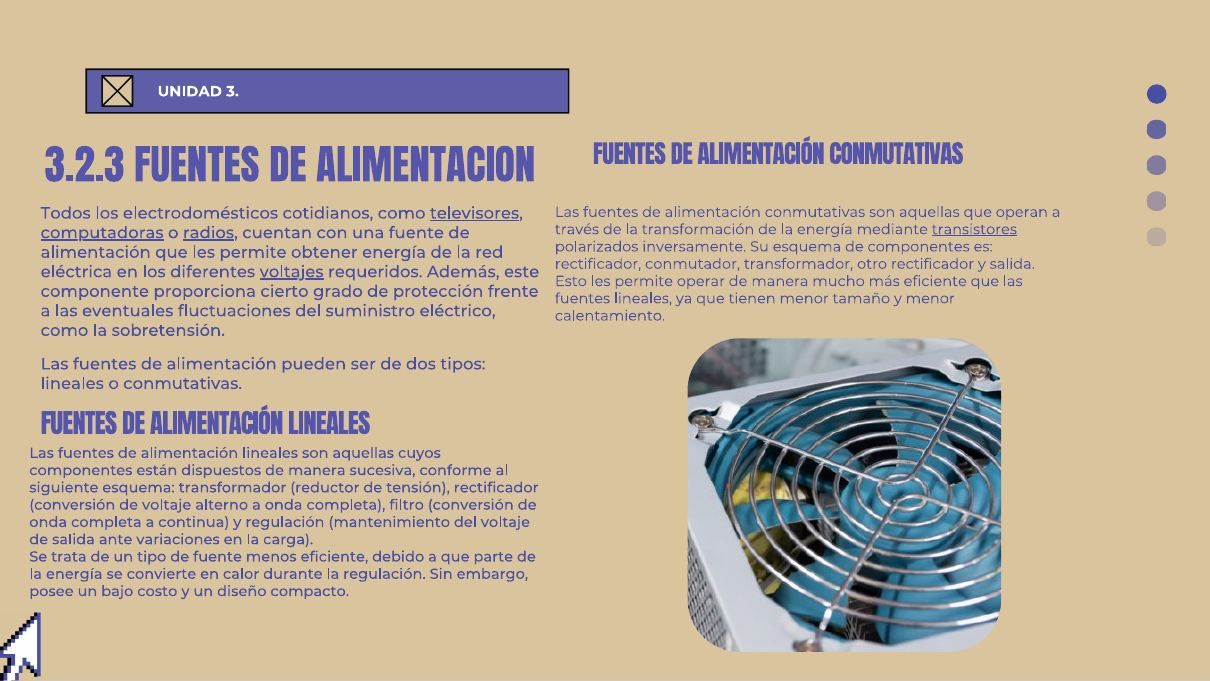 UNIDAD 3.
3.2.3 FUENTES DE ALIMENTACION
Todos los electrodomésticos cotidianos, como televisores,
computadoras o radios, cuentan con una fuente de
alimentación que les permite obtener energía de la red
eléctrica en los diferentes voltajes requeridos. Además, este
componente proporciona cierto grado de protección frente
a las eventuales fluctuaciones del suministro eléctrico,
como la sobretensión.
Las fuentes de alimentación pueden ser de dos tipos:
lineales o conmutativas.
FUENTES DE ALIMENTACIÓN LINEALES
Las fuentes de alimentación lineales son aquellas cuyos
componentes están dispuestos de manera sucesiva, conforme al
siguiente esquema: transformador (reductor de tensión), rectificador
(conversión de voltaje alterno a onda completa), filtro (conversión de
onda completa a continua) y regulación (mantenimiento del voltaje
de salida ante variaciones en la carga).
Se trata de un tipo de fuente menos eficiente, debido a que parte de
la energía se convierte en calor durante la regulación. Sin embargo,
posee un bajo costo y un diseño compacto.
FUENTES DE ALIMENTACIÓN CONMUTATIVAS
Las fuentes de alimentación conmutativas son aquellas que operan a
través de la transformación de la energía mediante transistores
polarizados inversamente. Su esquema de componentes es:
rectificador, conmutador, transformador, otro rectificador y salida.
Esto les permite operar de manera mucho más eficiente que las
fuentes lineales, ya que tienen menor tamaño y menor
calentamiento.